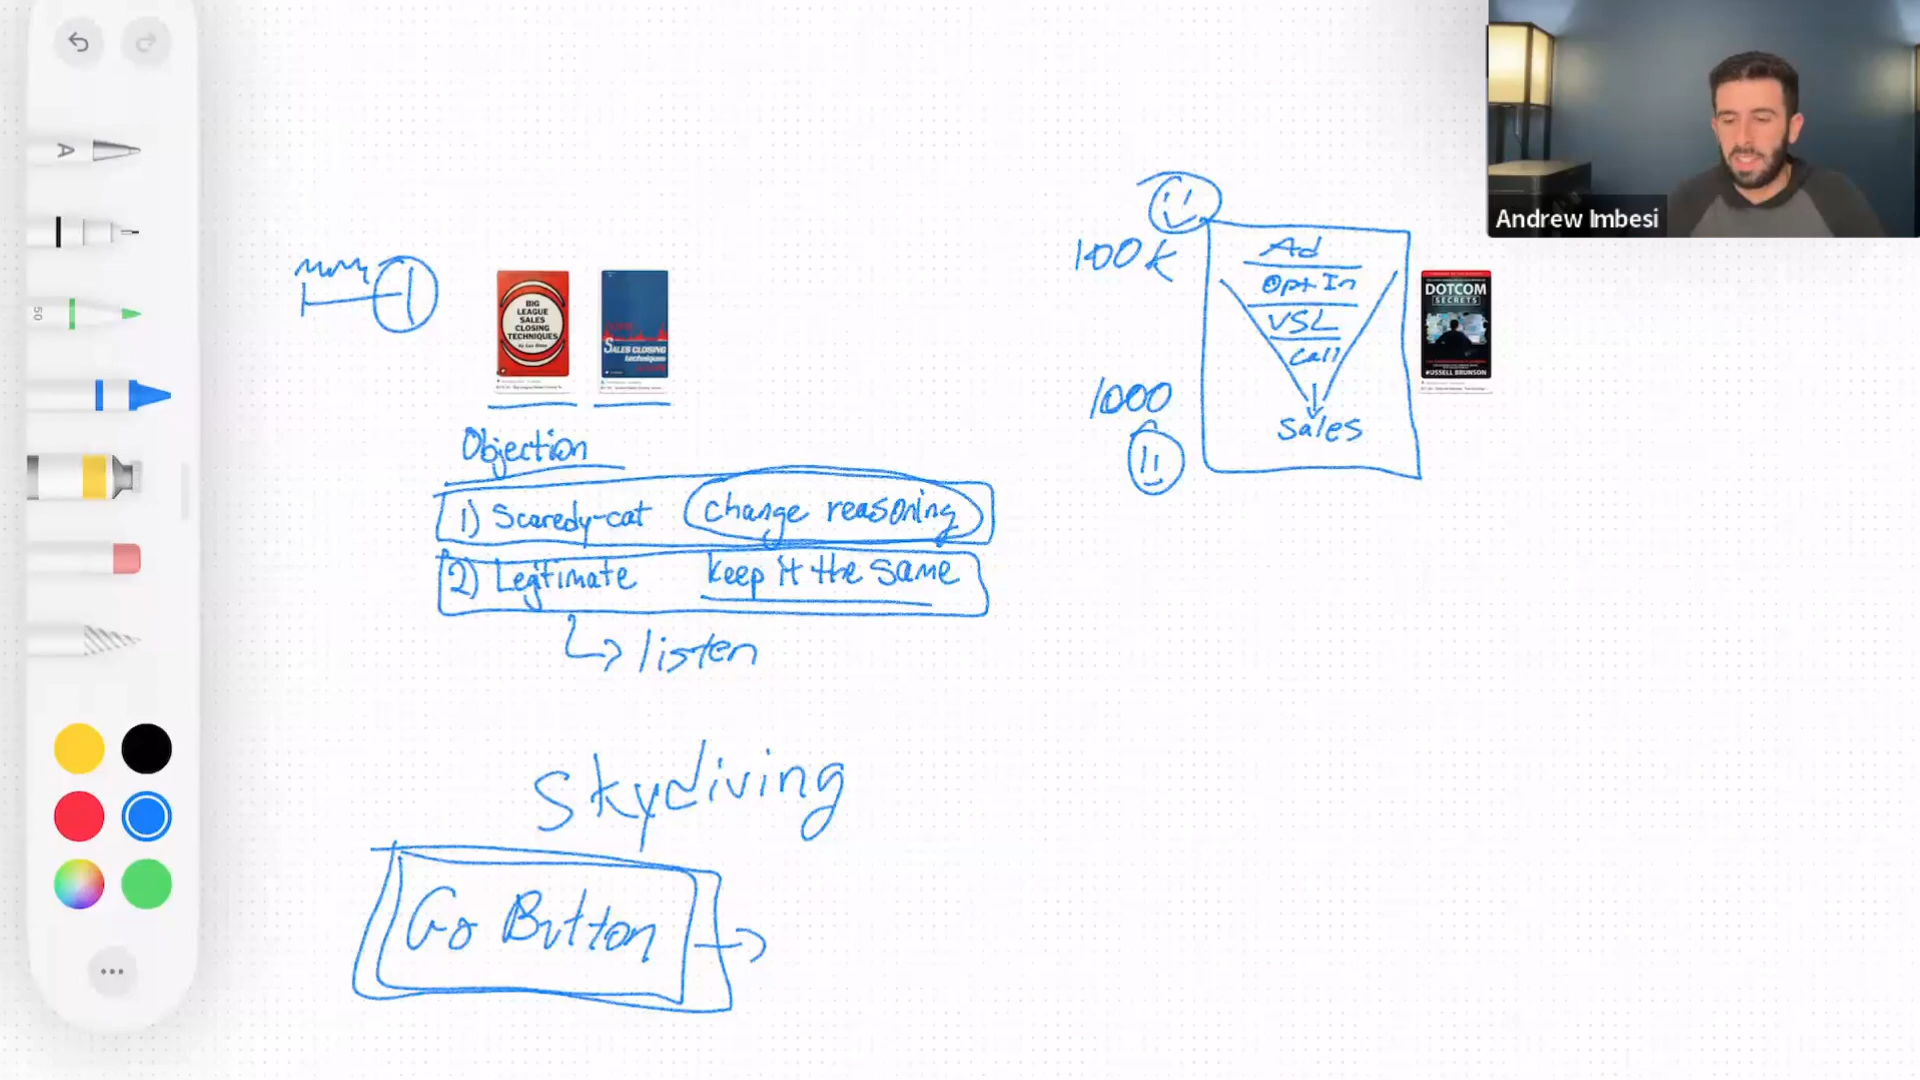 A
50
BIG
LEAGUE
SALES
CLOSING
TECHNIQUES
SALES CLOSING
techniques
Objection
1) Scaredy-cat change reasoning
2) Legitimate keep it the same
listen
Skydiving
Go Button
100k
1000
Ad
Opt In
VSL
Call
Sales
DOTCOM
SECRETS
RUSSELL BRUNSON
Andrew Imbesi